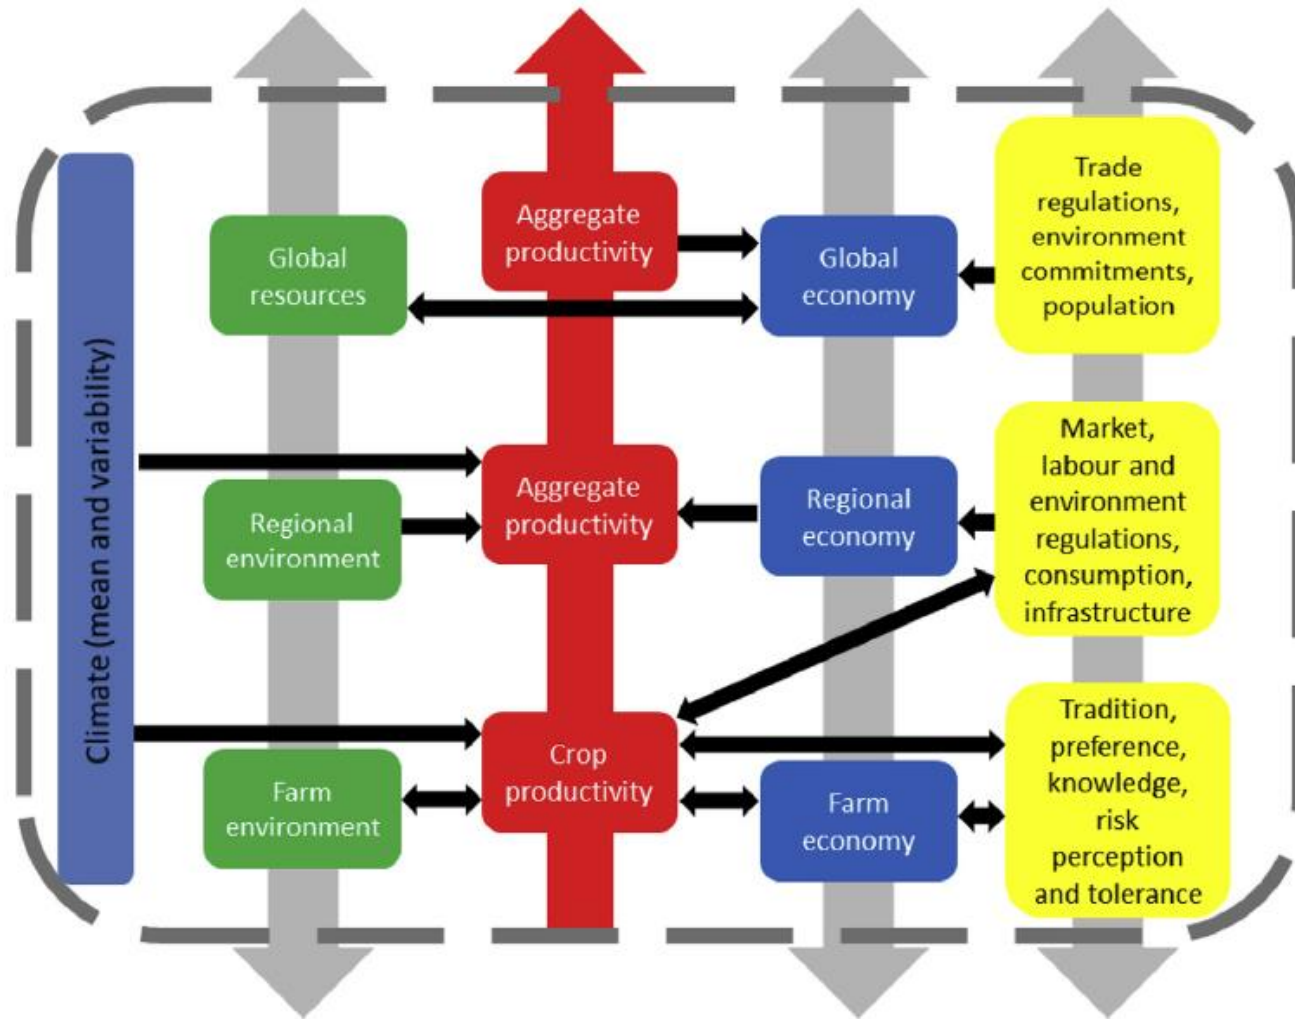 Climate (mean and variability)
Global
resources
Aggregate
productivity
Global
economy
Trade
regulations,
environment
commitments,
population
Regional
environment
Aggregate
productivity
Regional
economy
Market,
labour and
environment
regulations,
consumption,
infrastructure
Farm
environment
Crop
productivity
Farm
economy
Tradition,
preference,
knowledge,
risk
perception
and tolerance